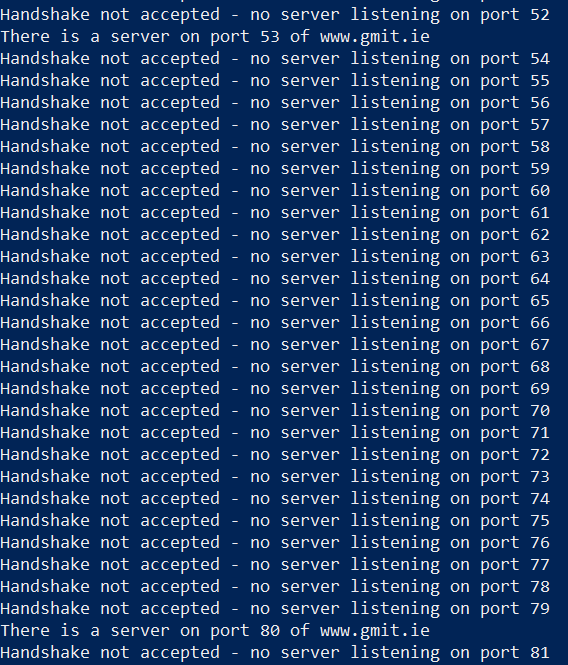 Handshake not accepted - no server listening on port 52
There is a server on port 53 of www.gmit.ie
Handshake not accepted - no server listening on port 54
Handshake not accepted - no server listening on port 55
Handshake not accepted - no server listening on port 56
Handshake not accepted - no server listening on port 57
Handshake not accepted - no server listening on port 58
Handshake not accepted - no server listening on port 59
Handshake not accepted - no server listening on port 60
Handshake not accepted - no server listening on port 61
Handshake not accepted - no server listening on port 62
Handshake not accepted - no server listening on port 63
Handshake not accepted - no server listening on port 64
Handshake not accepted - no server listening on port 65
Handshake not accepted - no server listening on port 66
Handshake not accepted - no server listening on port 67
Handshake not accepted - no server listening on port 68
Handshake not accepted - no server listening on port 69
Handshake not accepted - no server listening on port 70
Handshake not accepted - no server listening on port 71
Handshake not accepted - no server listening on port 72
Handshake not accepted - no server listening on port 73
Handshake not accepted - no server listening on port 74
Handshake not accepted - no server listening on port 75
Handshake not accepted - no server listening on port 76
Handshake not accepted - no server listening on port 77
Handshake not accepted - no server listening on port 78
Handshake not accepted - no server listening on port 79
There is a server on port 80 of www.gmit.ie
Handshake not accepted - no server listening on port 81